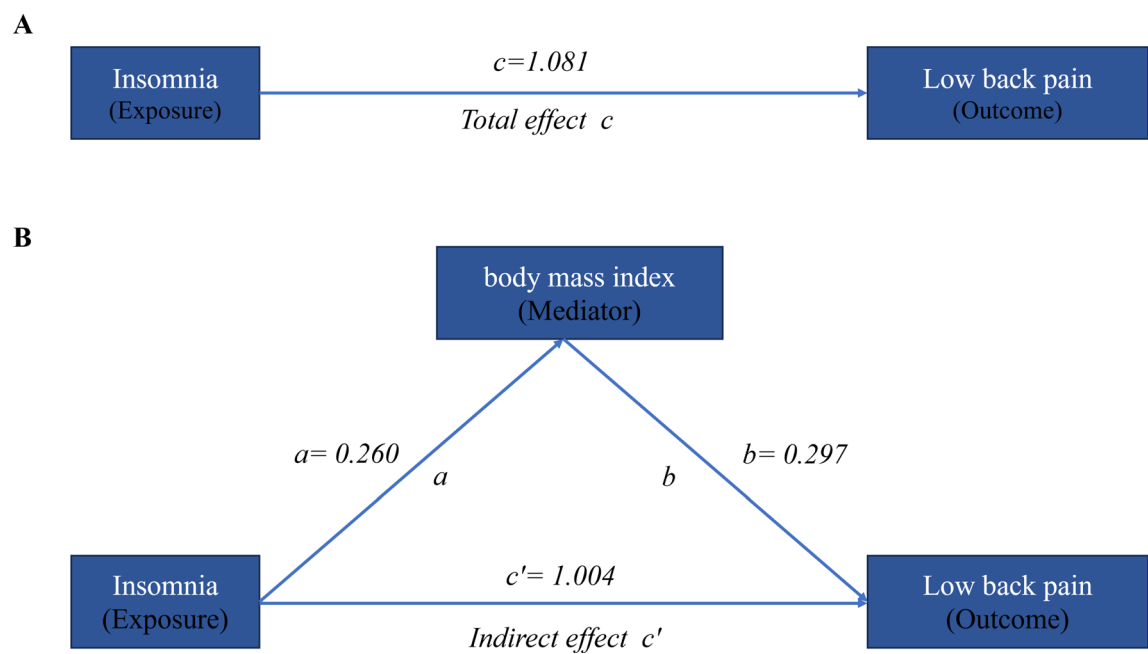 A
Insomnia
(Exposure)
c=1.081
Total effect c
Low back pain
(Outcome)
B
body mass index
(Mediator)
a= 0.260
a
b
b= 0.297
Insomnia
(Exposure)
c'= 1.004
Indirect effect c'
Low back pain
(Outcome)